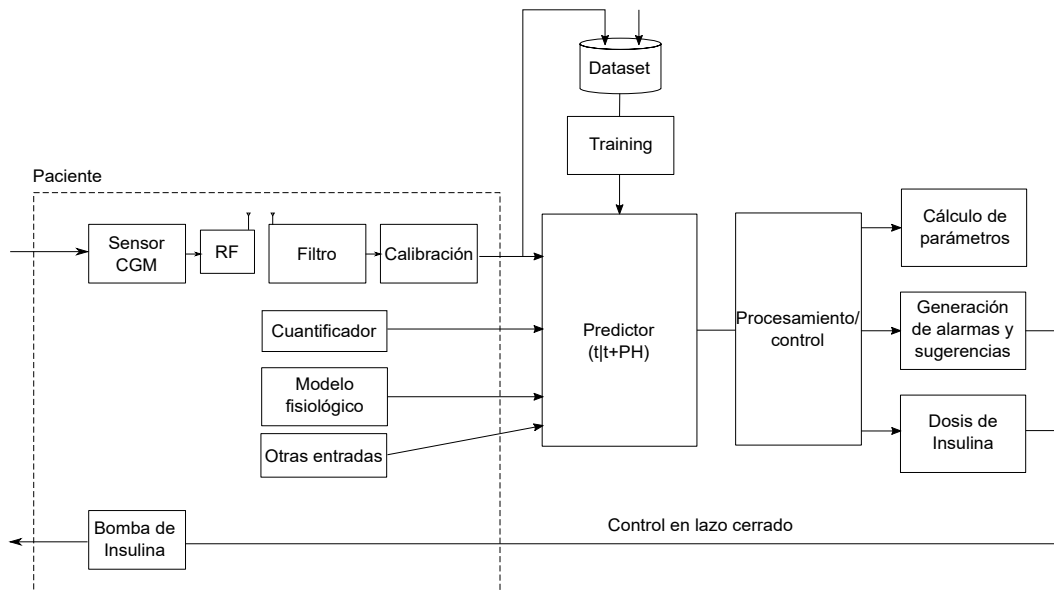 Dataset
Training
Paciente
Sensor
CGM
RF
Filtro
Calibración
Cuantificador
Modelo
fisiológico
Otras entradas
Predictor
(t|t+PH)
Procesamiento/
control
Cálculo de
parámetros
Generación
de alarmas y
sugerencias
Dosis de
Insulina
Bomba de
Insulina
Control en lazo cerrado